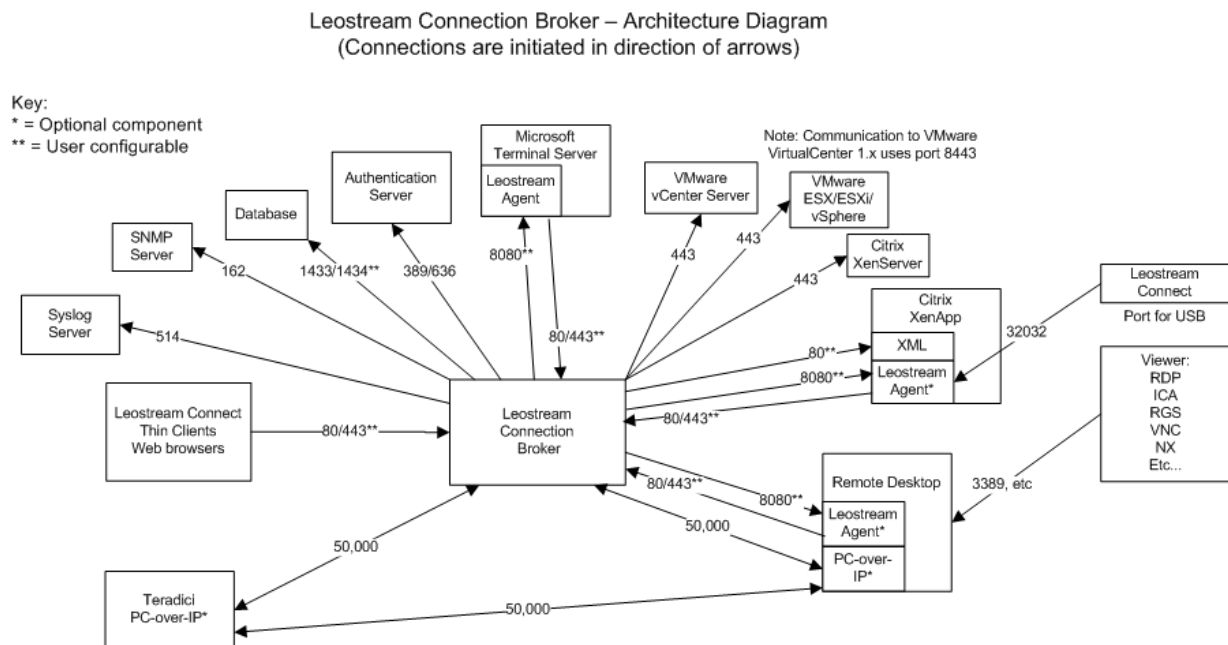 Leostream Connection Broker – Architecture Diagram
(Connections are initiated in direction of arrows)
Key:
* = Optional component
** = User configurable
Microsoft
Terminal Server
Leostream
Agent
Note: Communication to VMware
VirtualCenter 1.x uses port 8443
Authentication
Server
VMware
vCenter Server
VMware
ESX/ESXi/
vSphere
Database
SNMP
Server
Citrix
XenServer
162
1433/1434**
389/636
8080**
443
443
443
Syslog
Server
514
80/443**
Citrix
XenApp
XML
Leostream
Agent*
80**
8080**
80/443**
Leostream
Connect
Port for USB
32032
Leostream Connect
Thin Clients
Web browsers
80/443**
Leostream
Connection
Broker
Viewer:
RDP
ICA
RGS
VNC
NX
Etc...
3389, etc
80/443**
8080**
Remote Desktop
Leostream
Agent*
PC-over-
IP*
50,000
50,000
Teradici
PC-over-IP*
50,000